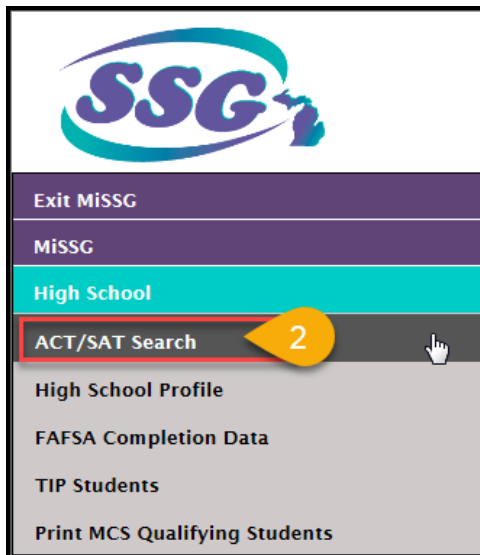 SSG
Exit MiSSG
MiSSG
High School
ACT/SAT Search 2
High School Profile
FAFSA Completion Data
TIP Students
Print MCS Qualifying Students